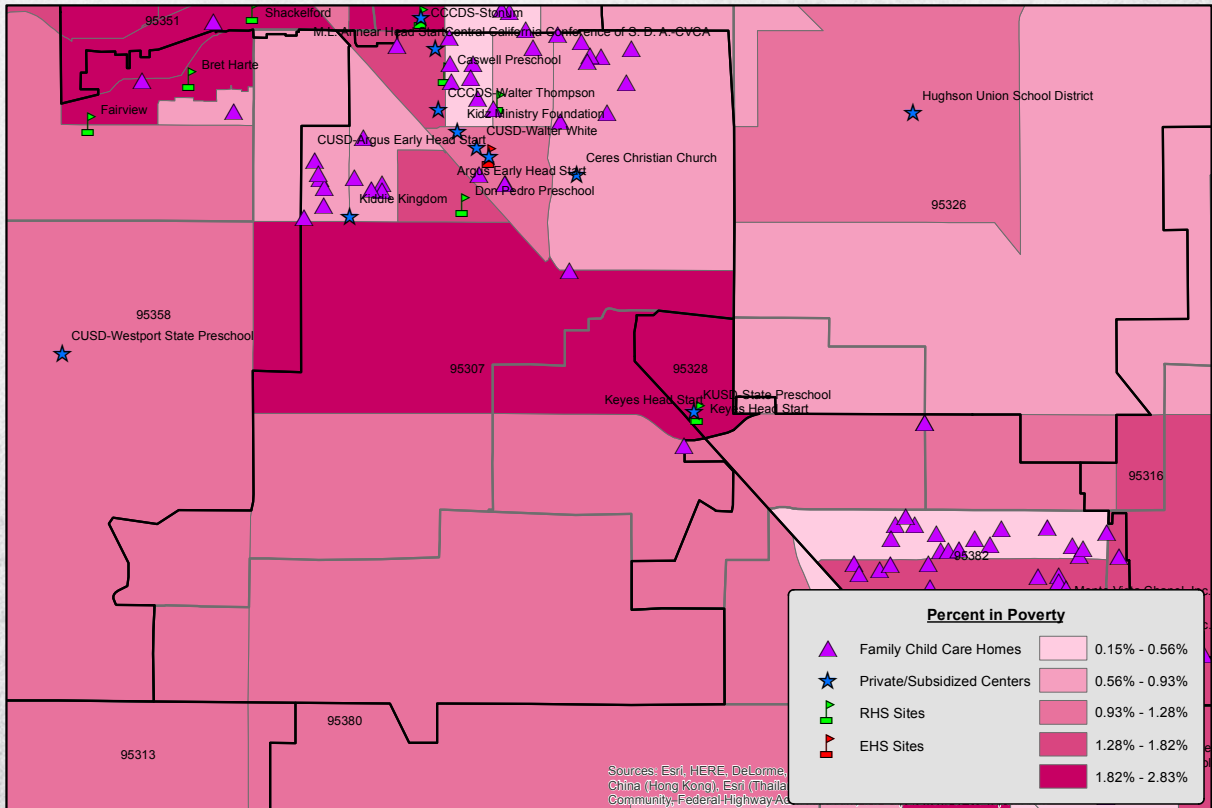 Shackelford
95351
CCCDS-Stonum
M.L. Annear Head Start
Central California Conference of S. D. A.-CVCA
Bret Harte
Caswell Preschool
Fairview
CCCDS-Walter Thompson
Hughson Union School District
Kidz Ministry Foundation
CUSD-Walter White
CUSD-Argus Early Head Start
Ceres Christian Church
Argus Early Head Start
Don Pedro Preschool
Kiddie Kingdom
95326
95358
CUSD-Westport State Preschool
95307
95328
KUSD-State Preschool
Keyes Head Start
Keyes Head Start
95316
95382
Percent in Poverty
Family Child Care Homes
0.15% - 0.56%
Private/Subsidized Centers
0.56% - 0.93%
RHS Sites
0.93% - 1.28%
EHS Sites
1.28% - 1.82%
1.82% - 2.83%
95380
95313
Sources: Esri, HERE, DeLorme,
China (Hong Kong), Esri
Community, Federal Highway